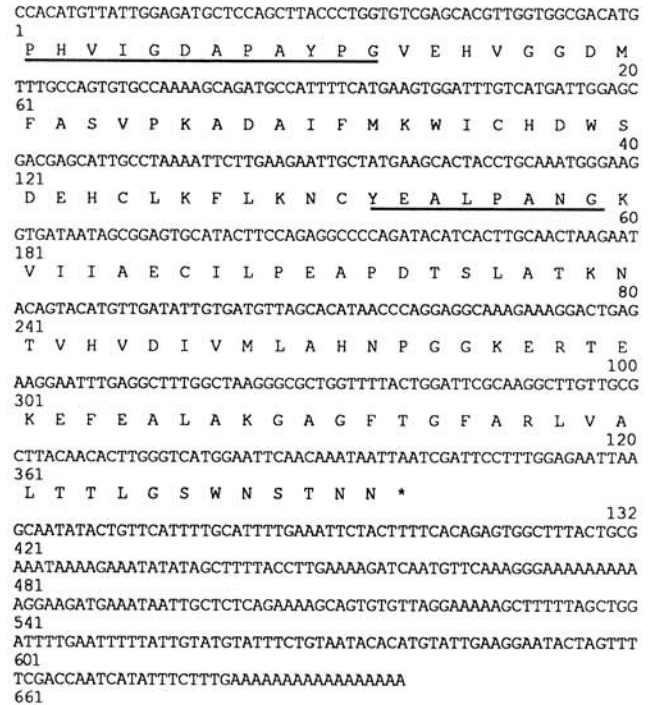 CCACATGTTATTGGAGATGCTCCAGCTTACCCTGGTGTCGAGCACGTTGGTGGCGACATG
1
P H V I G D A P A Y P G V E H V G G D M
20
TTTGCCAGTGTGCCAAAAGCAGATGCCATTTTCATGAAGTGGATTTGTCATGATTGGAGC
61
F A S V P K A D A I F M K W I C H D W S
40
GACGAGCATTGCCTAAAATTCTTGAAGAATTGCTATGAAGCACTACCTGCAAATGGGAAG
121
D E H C L K F L K N C Y E A L P A N G K
60
GTGATAATAGCGGAGTGCATACTTCCAGAGGCCCCAGATACATCACTTGCAACTAAGAAT
181
V I I A E C I L P E A P D T S L A T K N
80
ACAGTACATGTTGATATTGTGATGTTAGCACATAACCCAGGAGGCAAAGAAAGGACTGAG
241
T V H V D I V M L A H N P G G K E R T E
100
AAGGAATTTGAGGCTTTGGCTAAGGGCGCTGGTTTTACTGGATTCGCAAGGCTTGTTGCG
301
K E F E A L A K G A G F T G F A R L V A
120
CTTACAACACTTGGGTCATGGAATTCAACAAATAATTAATCGATTCCTTTGGAGAATTAA
361
L T T L G S W N S T N N *
132
GCAATATACTGTTCATTTTGCATTTTGAAATTCTACTTTTCACAGAGTGGCTTTACTGCG
421
AAATAAAAGAAATATATAGCTTTTACCTTGAAAAGATCAATGTTCAAAGGGAAAAAAAAA
481
AGGAAGATGAAATAATTGCTCTCAGAAAAGCAGTGTGTTAGGAAAAAGCTTTTTAGCTGG
541
ATTTTGAATTTTTATTGTATGTATTTCTGTAATACACATGTATTGAAGGAATACTAGTTT
601
TCGACCAATCATATTTCTTTGAAAAAAAAAAAAAAAAA
661